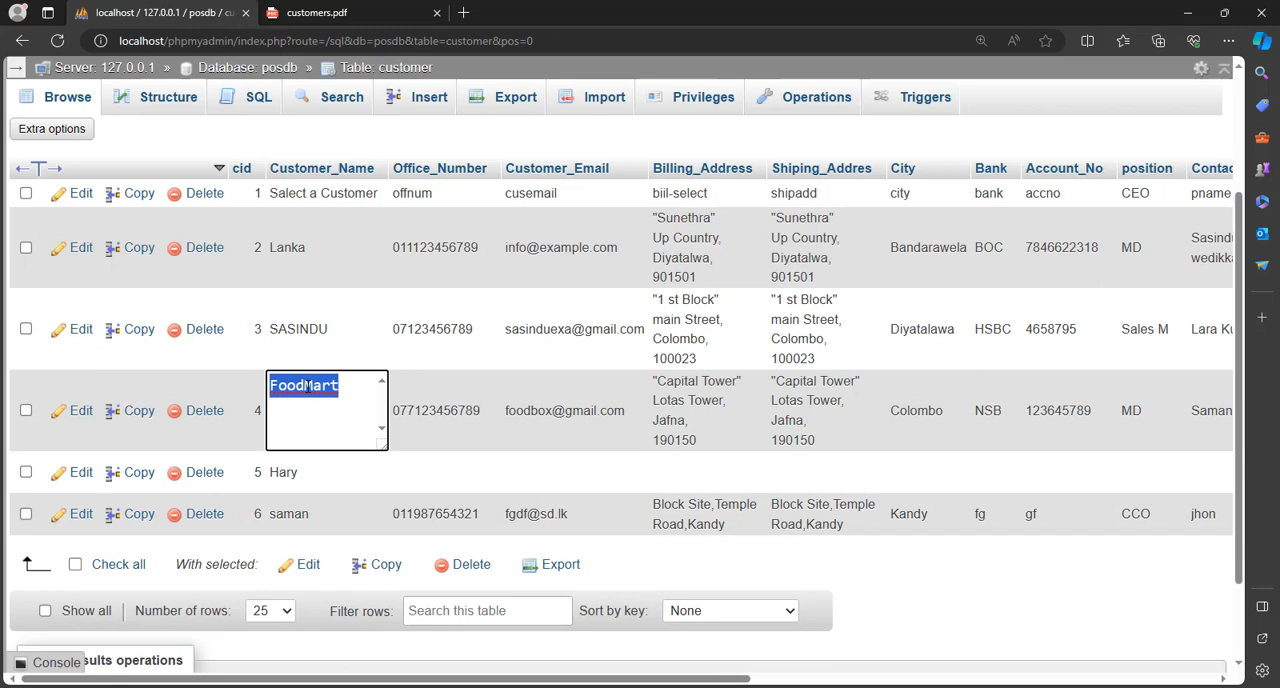 localhost / 127.0.0.1 / posdb / cu
customers.pdf
localhost/phpmyadmin/index.php?route=/sql&db=posdb&table=customer&pos=0
Server: 127.0.0.1 » Database: posdb » Table: customer
Browse Structure SQL Search Insert Export Import Privileges Operations Triggers
Extra options
cid Customer_Name Office_Number Customer_Email Billing_Address Shiping_Addres City Bank Account_No position Contac
Edit Copy Delete 1 Salect a Customer offnum cusemail biil-select shipadd city bank accno CEO pname
"Sunethra" "Sunethra"
Up Country, Up Country,
Edit Copy Delete 2 Lanka 011123456789 info@example.com Bandarawela BOC 7846622318 MD Sasind
Diyatalwa, Diyatalwa, wedikk
901501 901501
"1 st Block" "1 st Block"
main Street, main Street,
Edit Copy Delete 3 SASINDU 07123456789 sasinduexa@gmail.com Diyatalawa HSBC 4658795 Sales M Lara Ku
Colombo, Colombo,
100023 100023
FoodMart "Capital Tower" "Capital Tower"
Lotas Tower, Lotas Tower,
Edit Copy Delete 4 077123456789 foodbox@gmail.com Colombo NSB 123645789 MD Saman
Jafna, Jafna,
190150 190150
Edit Copy Delete 5 Hary
Block Site,Temple Block Site,Temple
Edit Copy Delete 6 saman 011987654321 fgdf@sd.lk Kandy fg gf CCO jhon
Road,Kandy Road,Kandy
Check all With selected: Edit Copy Delete Export
Show all Number of rows: 25 Filter rows: Search this table Sort by key: None
Console sults operations